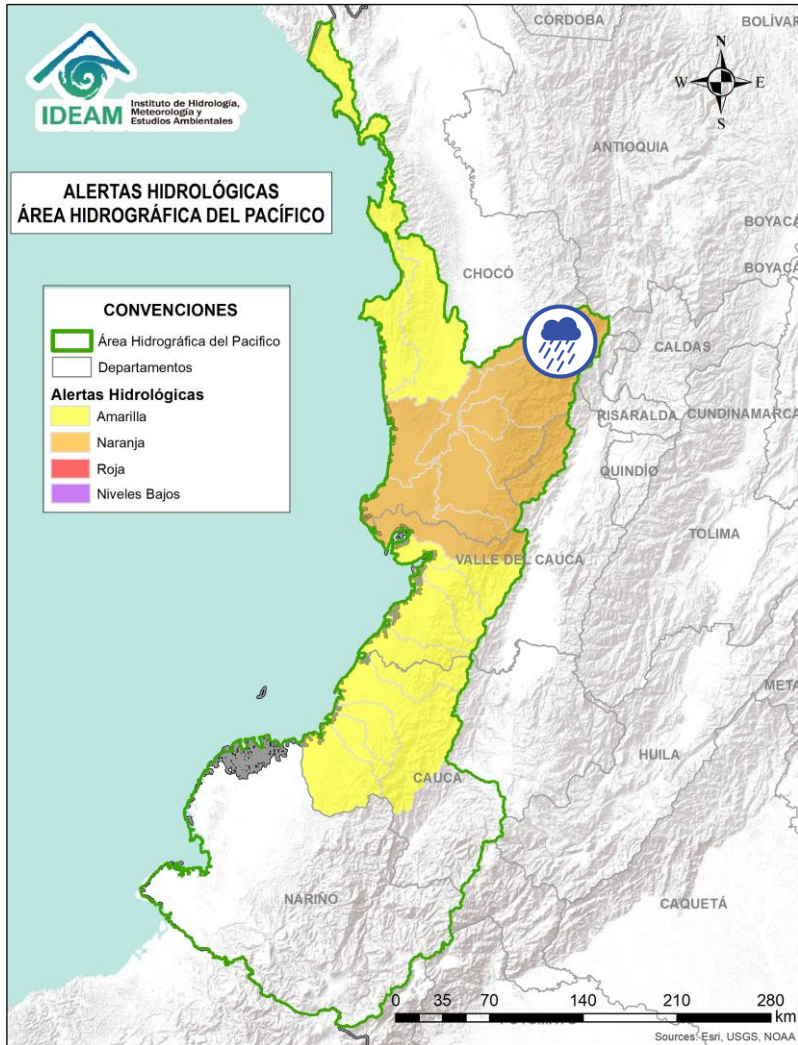 IDEAM
Instituto de Hidrología,
Meteorología y
Estudios Ambientales
ALERTAS HIDROLÓGICAS
ÁREA HIDROGRÁFICA DEL PACÍFICO
CONVENCIONES
Área Hidrográfica del Pacifico
Departamentos
Alertas Hidrológicas
Amarilla
Naranja
Roja
Niveles Bajos
N
W
E
S
CÓRDOBA
BOLÍVAR
ANTIOQUIA
BOYACÁ
CHOCÓ
BOYACÁ
CALDAS
RISARALDA
CUNDINAMARCA
QUINDÍO
TOLIMA
VALLE DEL CAUCA
META
HUILA
CAUCA
NARIÑO
CAQUETÁ
0 35 70 140 210 280
km
Sources: Esri, USGS, NOAA